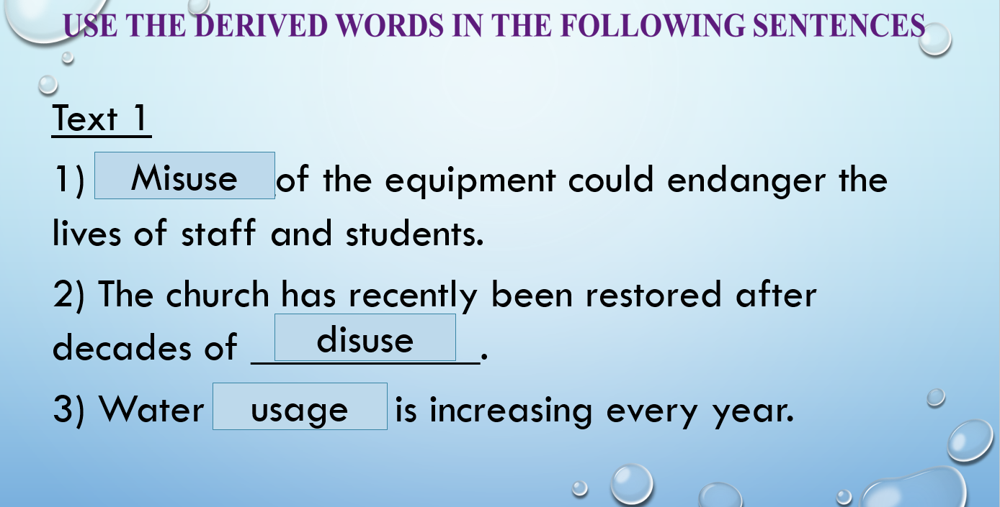 USE THE DERIVED WORDS IN THE FOLLOWING SENTENCES
Text 1
1) Misuse of the equipment could endanger the
lives of staff and students.
2) The church has recently been restored after
decades of ___disuse___.
3) Water usage is increasing every year.